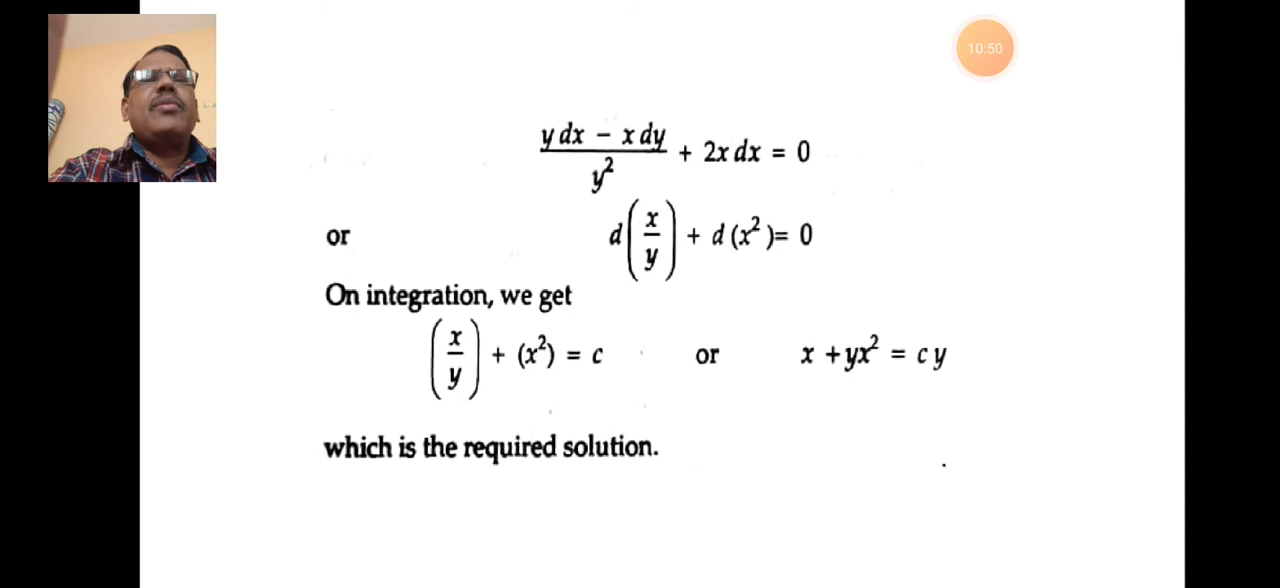 10:50
y dx − x dy / y² + 2x dx = 0
or d(x/y) + d(x²)= 0
On integration, we get
(x/y) + (x²) = c or x + yx² = c y
which is the required solution.